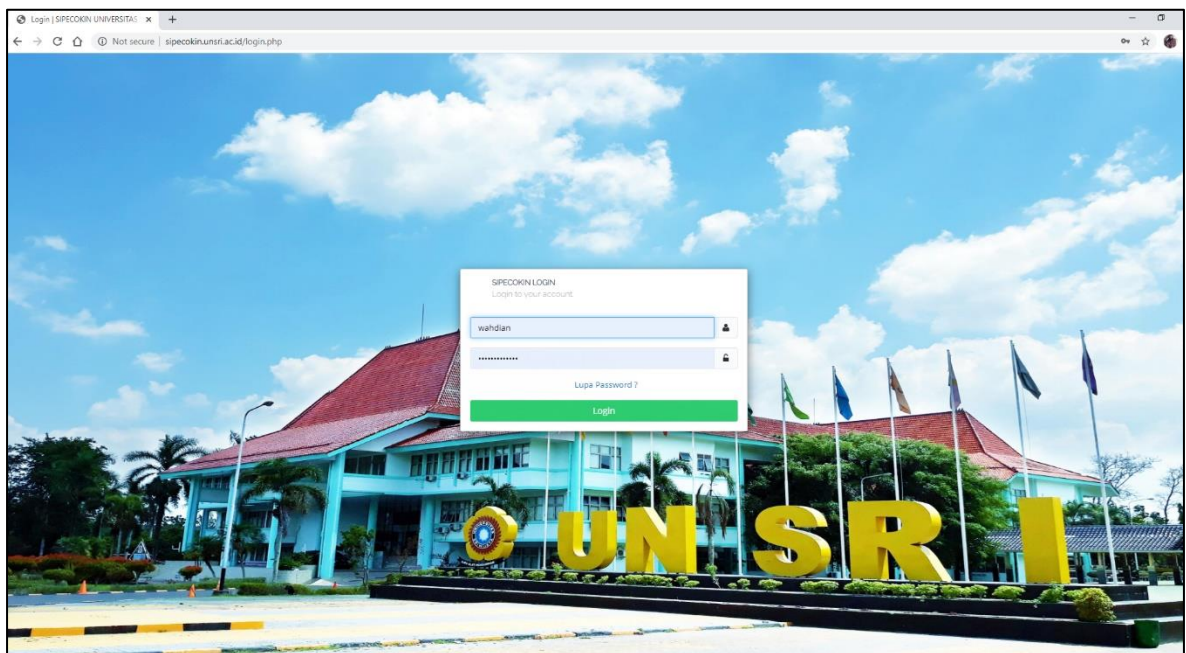 Login | SIPECOKIN UNIVERSITAS
Not secure | sipecokin.unsri.ac.id/login.php
SIPECOKIN LOGIN
Login to your account
wahdian
•••••••••••••
Lupa Password ?
Login
UNSRI